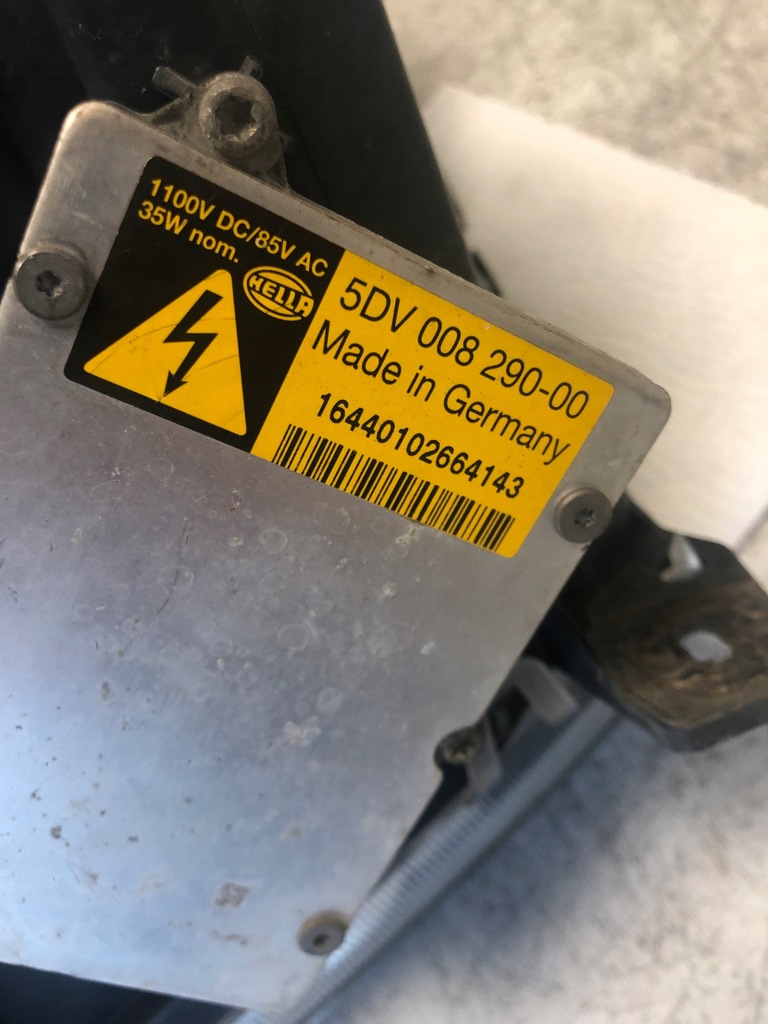 1100V DC/85V AC
35W nom.
HELLA
5DV 008 290-00
Made in Germany
16440102664143